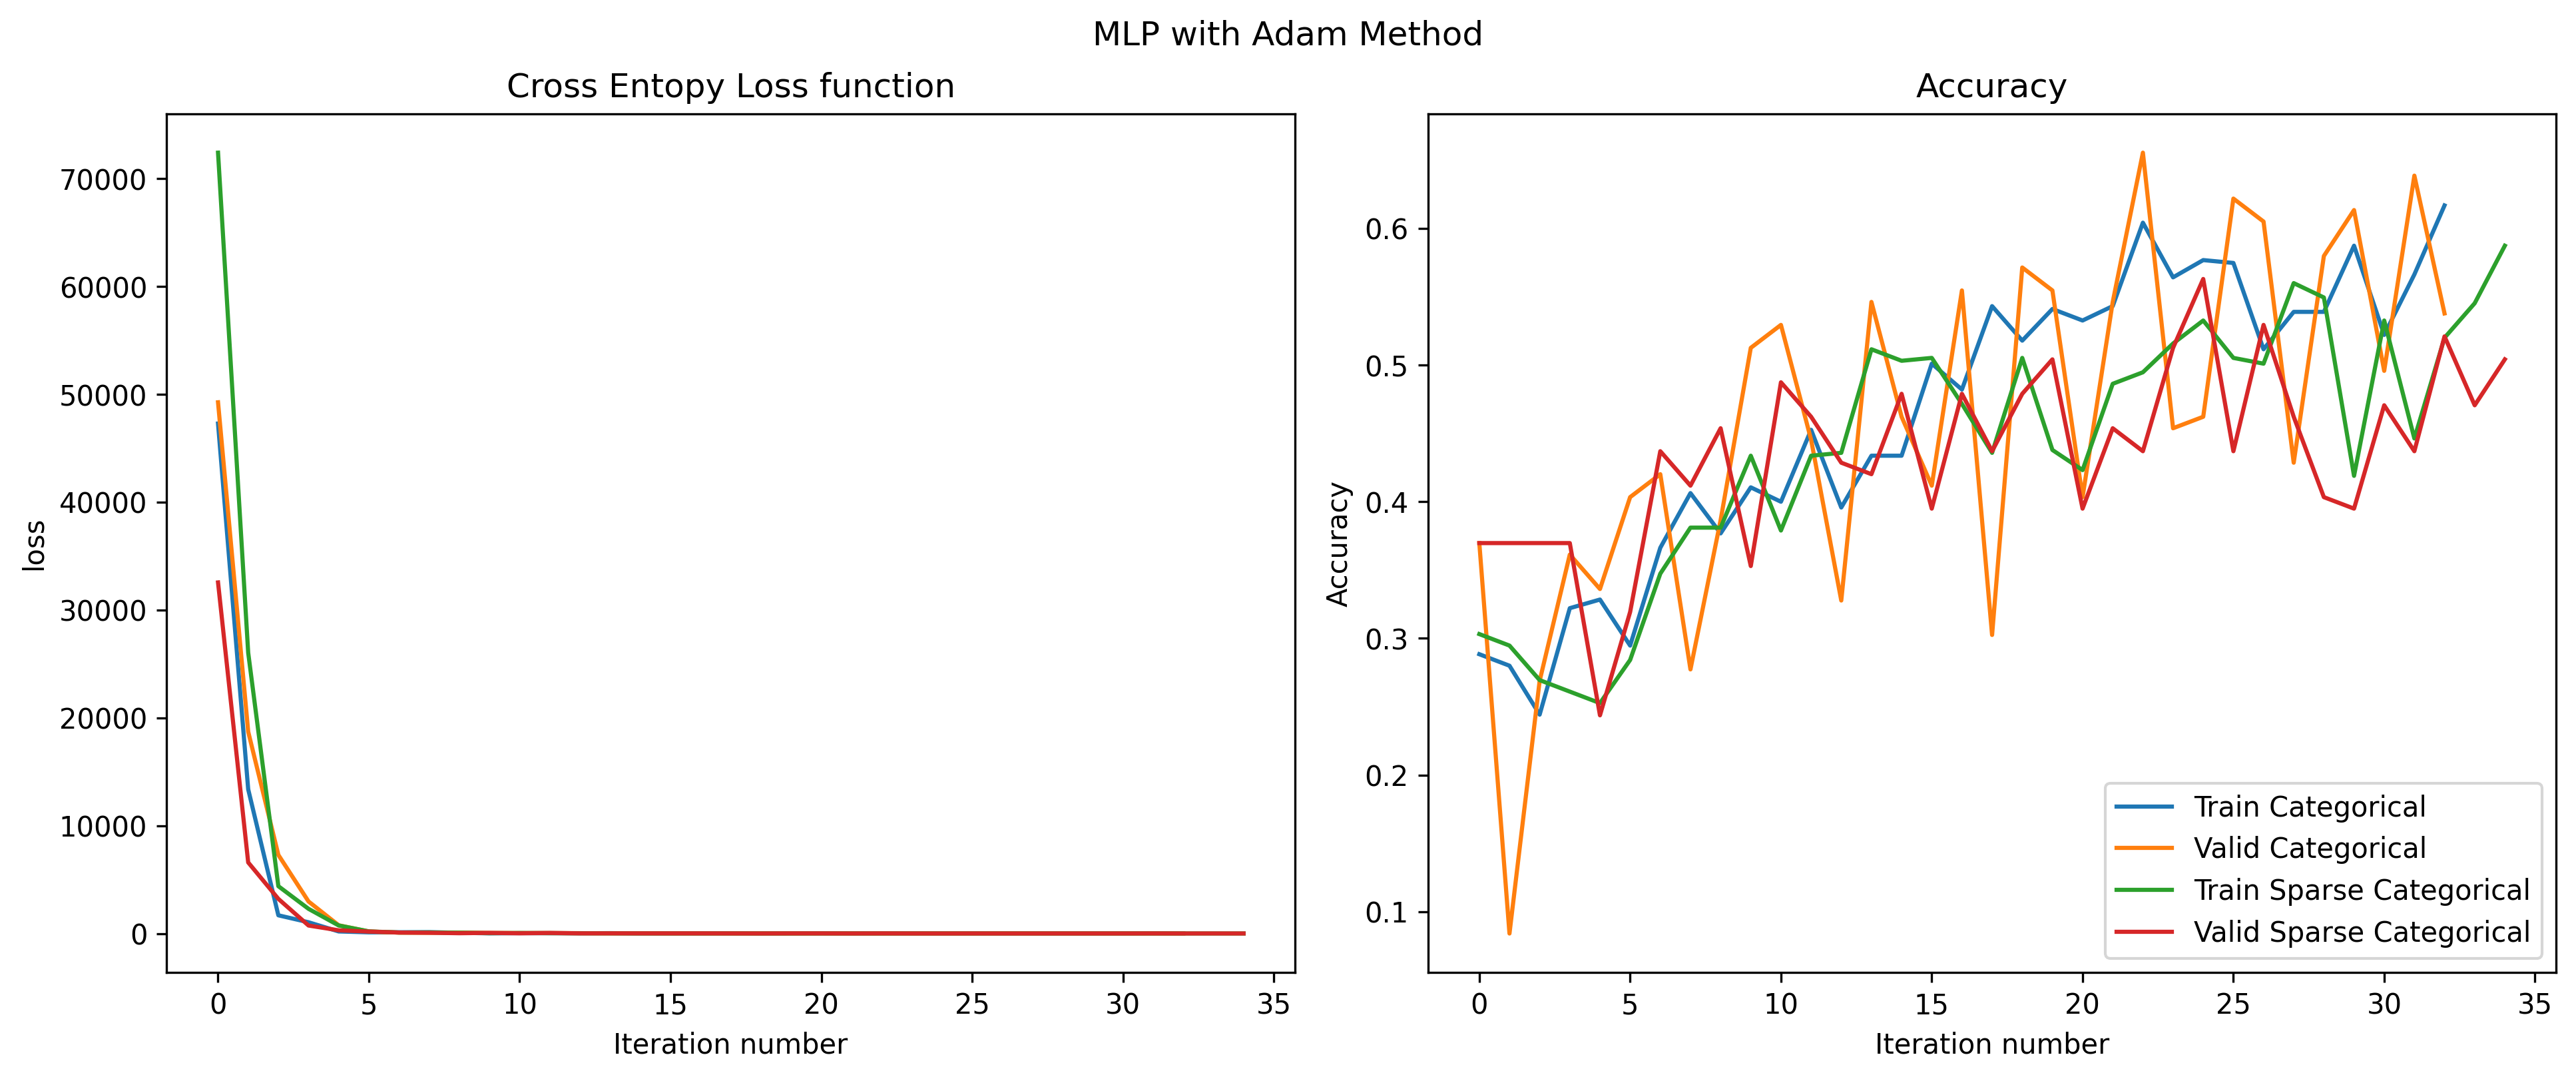 MLP with Adam Method
Cross Entopy Loss function
loss
70000
60000
50000
40000
30000
20000
10000
0
0 5 10 15 20 25 30 35
Iteration number
Accuracy
Accuracy
0.6
0.5
0.4
0.3
0.2
0.1
Train Categorical
Valid Categorical
Train Sparse Categorical
Valid Sparse Categorical
0 5 10 15 20 25 30 35
Iteration number